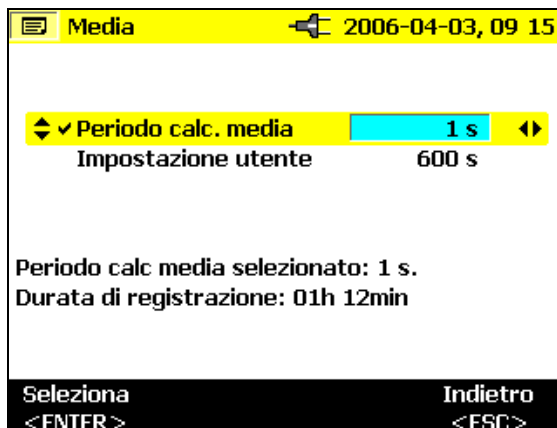 Media 2006-04-03, 09 15
Periodo calc. media 1 s
Impostazione utente 600 s
Periodo calc media selezionato: 1 s.
Durata di registrazione: 01h 12min
Seleziona Indietro
<ENTER> <ESC>